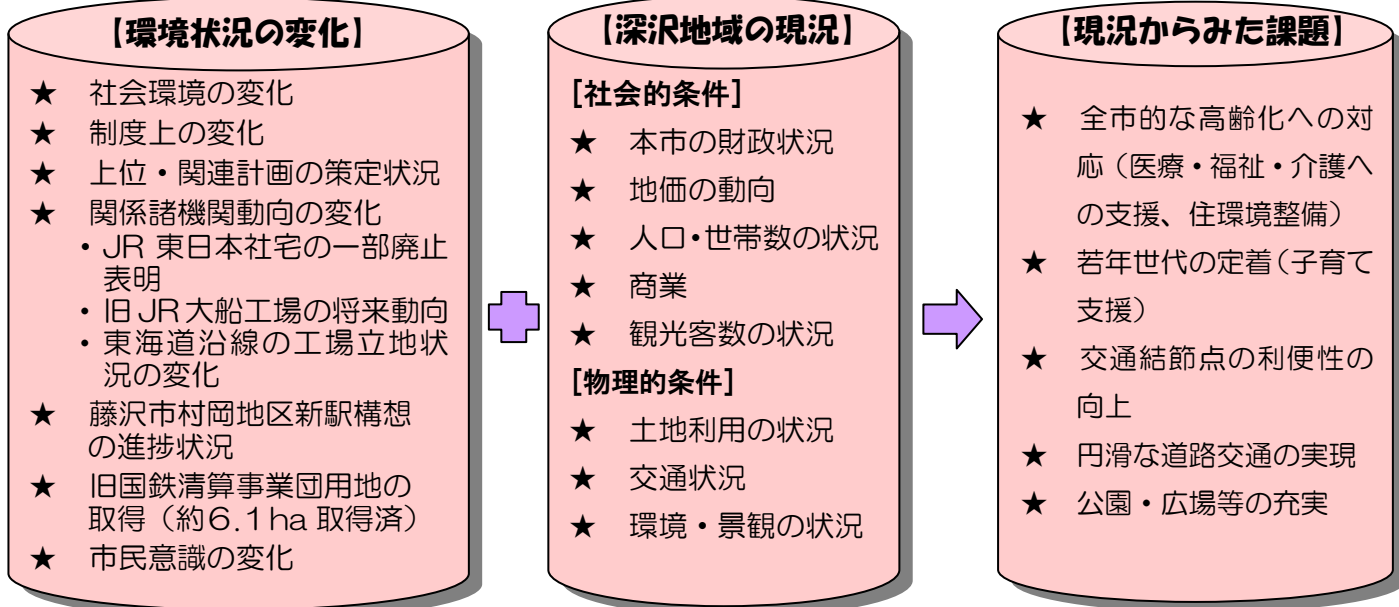 【環境状況の変化】
★ 社会環境の変化
★ 制度上の変化
★ 上位・関連計画の策定状況
★ 関係諸機関動向の変化
・JR 東日本社宅の一部廃止
表明
・旧JR大船工場の将来動向
・東海道沿線の工場立地状
況の変化
★ 藤沢市村岡地区新駅構想
の進捗状況
★ 旧国鉄清算事業団用地の
取得（約6.1ha 取得済）
★ 市民意識の変化
【深沢地域の現況】
[社会的条件]
★ 本市の財政状況
★ 地価の動向
★ 人口・世帯数の状況
★ 商業
★ 観光客数の状況
[物理的条件]
★ 土地利用の状況
★ 交通状況
★ 環境・景観の状況
【現況からみた課題】
★ 全市的な高齢化への対
応（医療・福祉・介護へ
の支援、住環境整備）
★ 若年世代の定着（子育て
支援）
★ 交通結節点の利便性の
向上
★ 円滑な道路交通の実現
★ 公園・広場等の充実